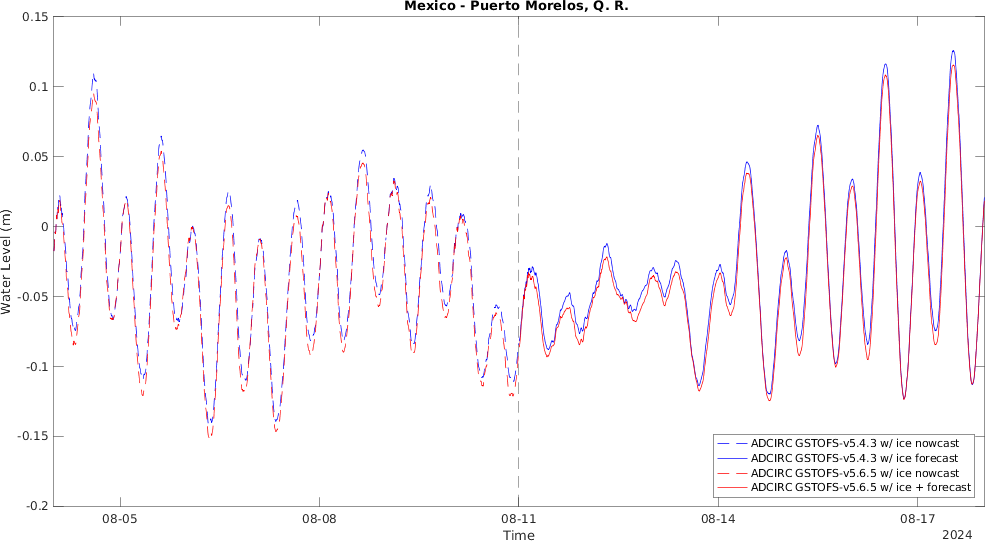 Mexico - Puerto Morelos, Q. R.
0.15
0.1
0.05
0
-0.05
-0.1
-0.15
-0.2
Water Level (m)
08-05
08-08
08-11
08-14
08-17
Time
2024
ADCIRC GSTOFS-v5.4.3 w/ ice nowcast
ADCIRC GSTOFS-v5.4.3 w/ ice forecast
ADCIRC GSTOFS-v5.6.5 w/ ice nowcast
ADCIRC GSTOFS-v5.6.5 w/ ice + forecast